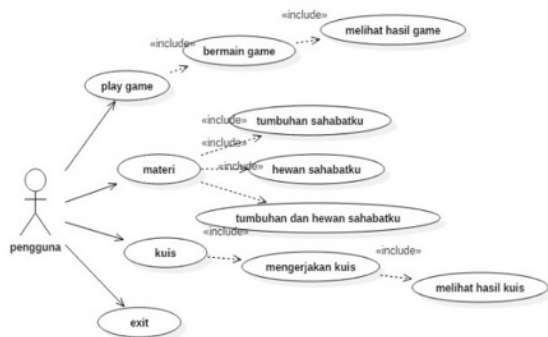 «include»
melihat hasil game
«include»
bermain game
play game
«include»
tumbuhan sahabatku
«include»
materi
«include»
hewan sahabatku
tumbuhan dan hewan sahabatku
pengguna
kuis
«include»
mengerjakan kuis
«include»
melihat hasil kuis
exit